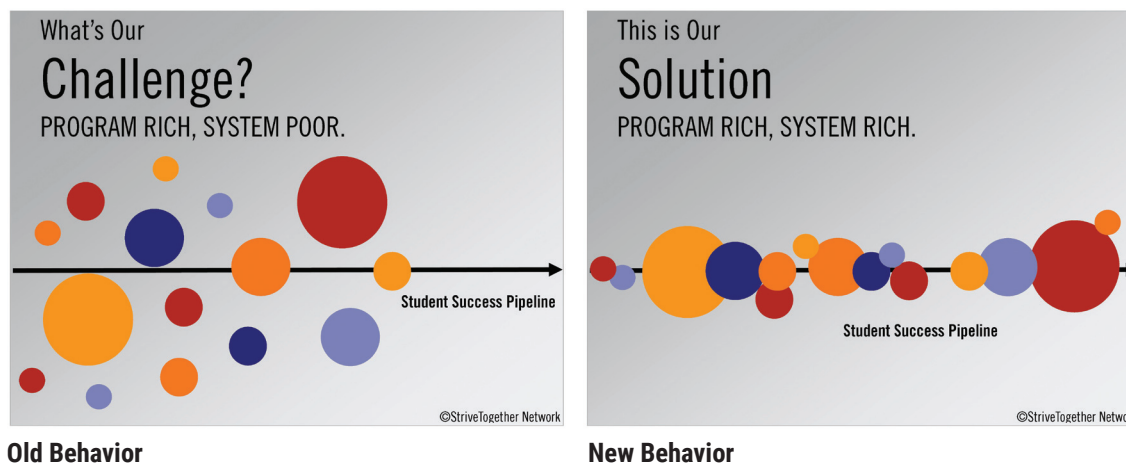 What's Our
Challenge?
PROGRAM RICH, SYSTEM POOR.
Student Success Pipeline
©StriveTogether Network
Old Behavior
This is Our
Solution
PROGRAM RICH, SYSTEM RICH.
Student Success Pipeline
©StriveTogether Netwo
New Behavior